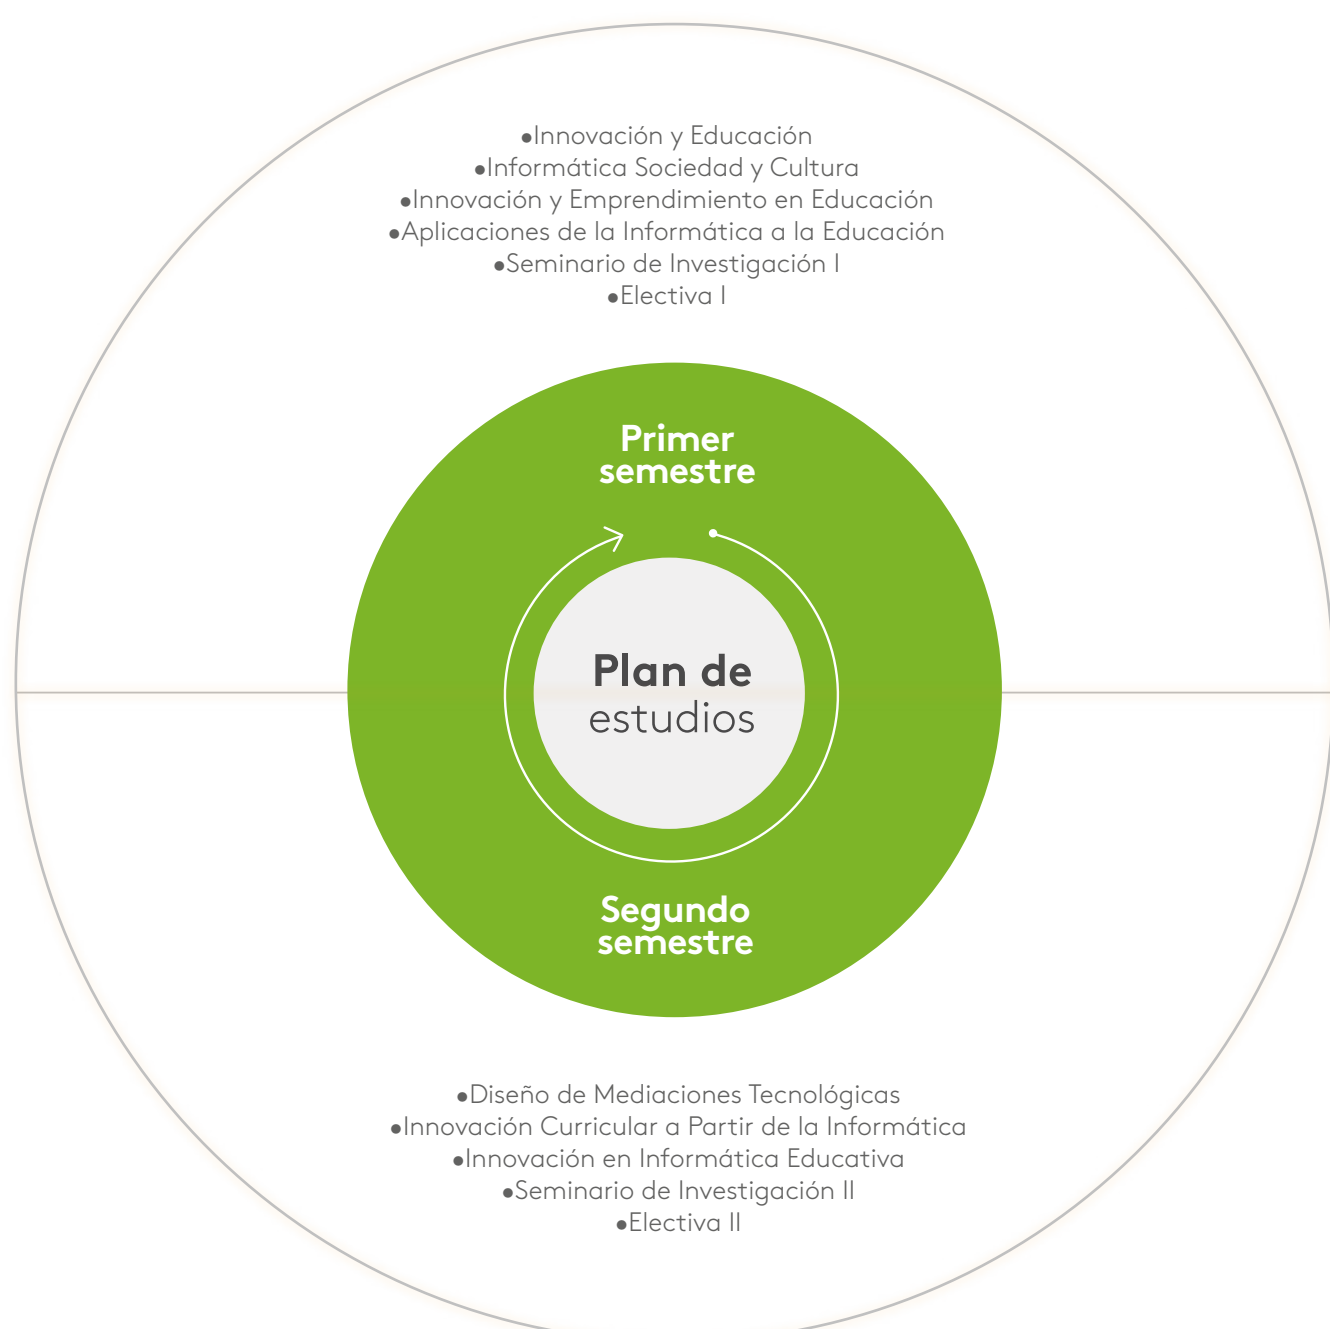 •Innovación y Educación
•Informática Sociedad y Cultura
•Innovación y Emprendimiento en Educación
•Aplicaciones de la Informática a la Educación
•Seminario de Investigación I
•Electiva I
Primer
semestre
Plan de
estudios
Segundo
semestre
•Diseño de Mediaciones Tecnológicas
•Innovación Curricular a Partir de la Informática
•Innovación en Informática Educativa
•Seminario de Investigación II
•Electiva II